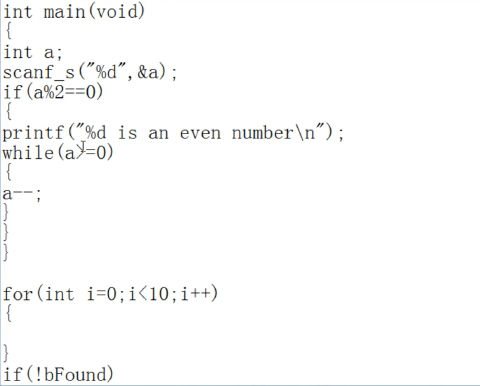 int main(void)
{
int a;
scanf_s("%d",&a);
if(a%2==0)
{
printf("%d is an even number\n");
while(a>=0)
{
a--;
}
}
}
for(int i=0;i<10;i++)
{
}
if(!bFound)